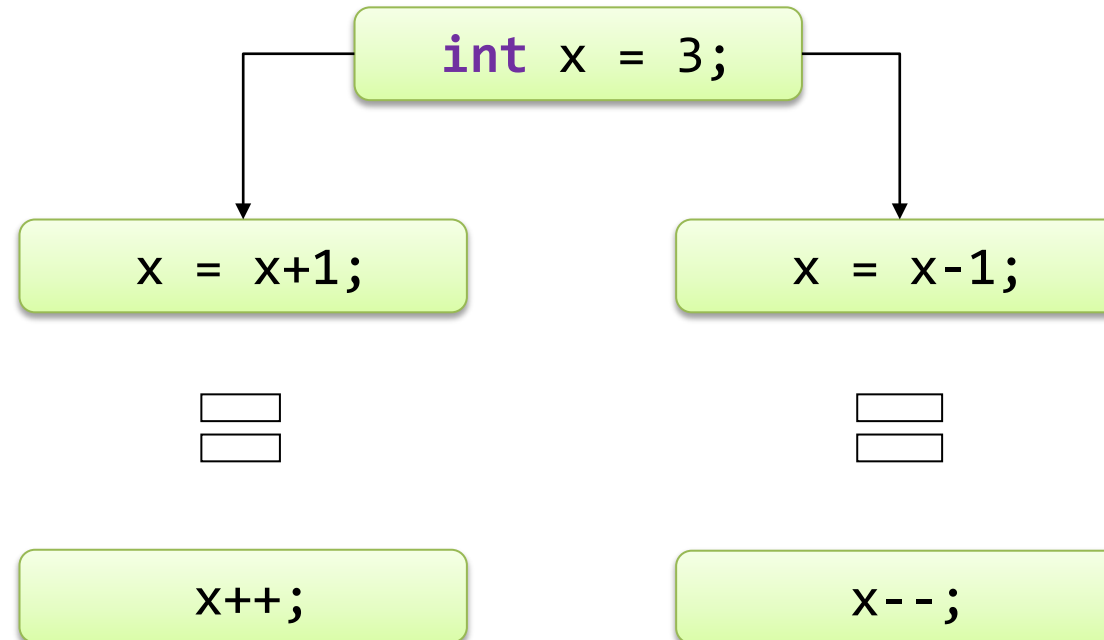 int x = 3;
x = x+1;
x = x-1;
x++;
x--;